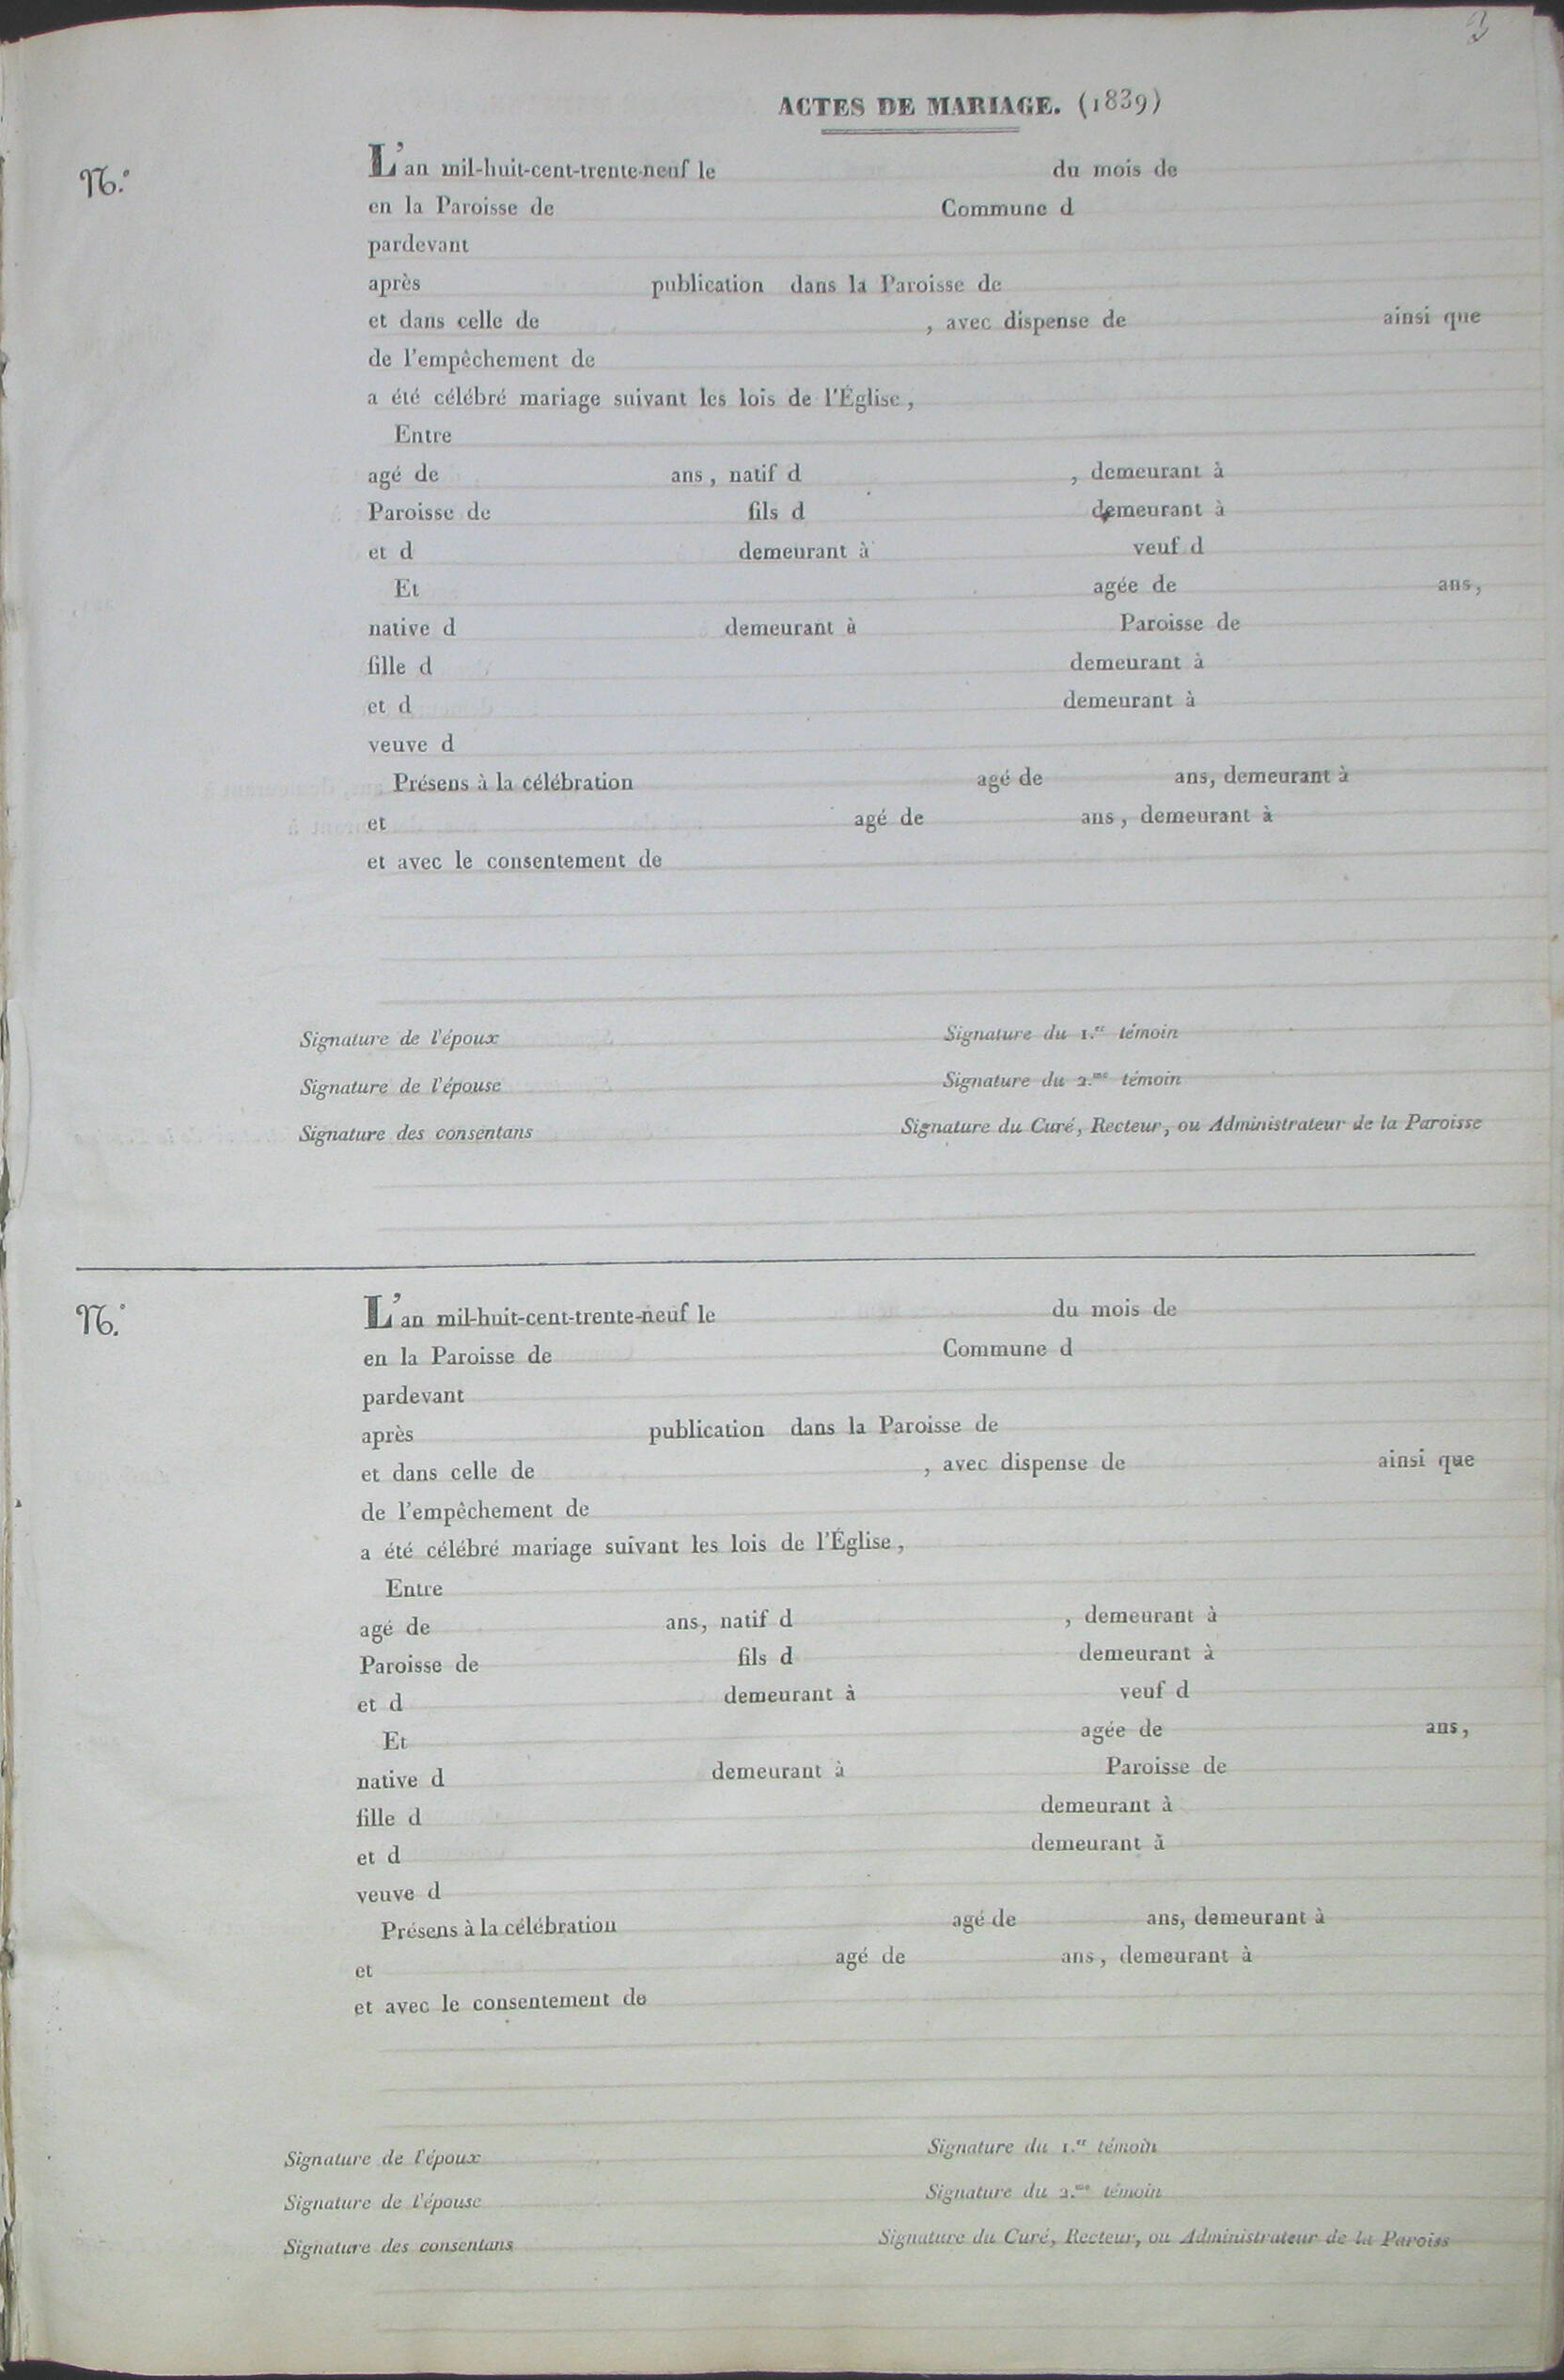 ACTES DE MARIAGE. (1839)
N.º
L'an mil-huit-cent-trente-neuf le du mois de
en la Paroisse de Commune d
pardevant
après publication dans la Paroisse de
et dans celle de , avec dispense de ainsi que
de l'empêchement de
a été célébré mariage suivant les lois de l'Église,
Entre
agé de ans, natif d , demeurant à
Paroisse de fils d demeurant à
et d demeurant à veuf d
Et agée de ans,
native d demeurant à Paroisse de
fille d demeurant à
et d demeurant à
veuve d
Présens à la célébration agé de ans, demeurant à
et agé de ans, demeurant à
et avec le consentement de
Signature de l'époux Signature du 1.er témoin
Signature de l'épouse Signature du 2.me témoin
Signature des consentans Signature du Curé, Recteur, ou Administrateur de la Paroisse
N.º
L'an mil-huit-cent-trente-neuf le du mois de
en la Paroisse de Commune d
pardevant
après publication dans la Paroisse de
et dans celle de , avec dispense de ainsi que
de l'empêchement de
a été célébré mariage suivant les lois de l'Église,
Entre
agé de ans, natif d , demeurant à
Paroisse de fils d demeurant à
et d demeurant à veuf d
Et agée de ans,
native d demeurant à Paroisse de
fille d demeurant à
et d demeurant à
veuve d
Présens à la célébration agé de ans, demeurant à
et agé de ans, demeurant à
et avec le consentement de
Signature de l'époux Signature du 1.er témoin
Signature de l'épouse Signature du 2.me témoin
Signature des consentans Signature du Curé, Recteur, ou Administrateur de la Paroiss